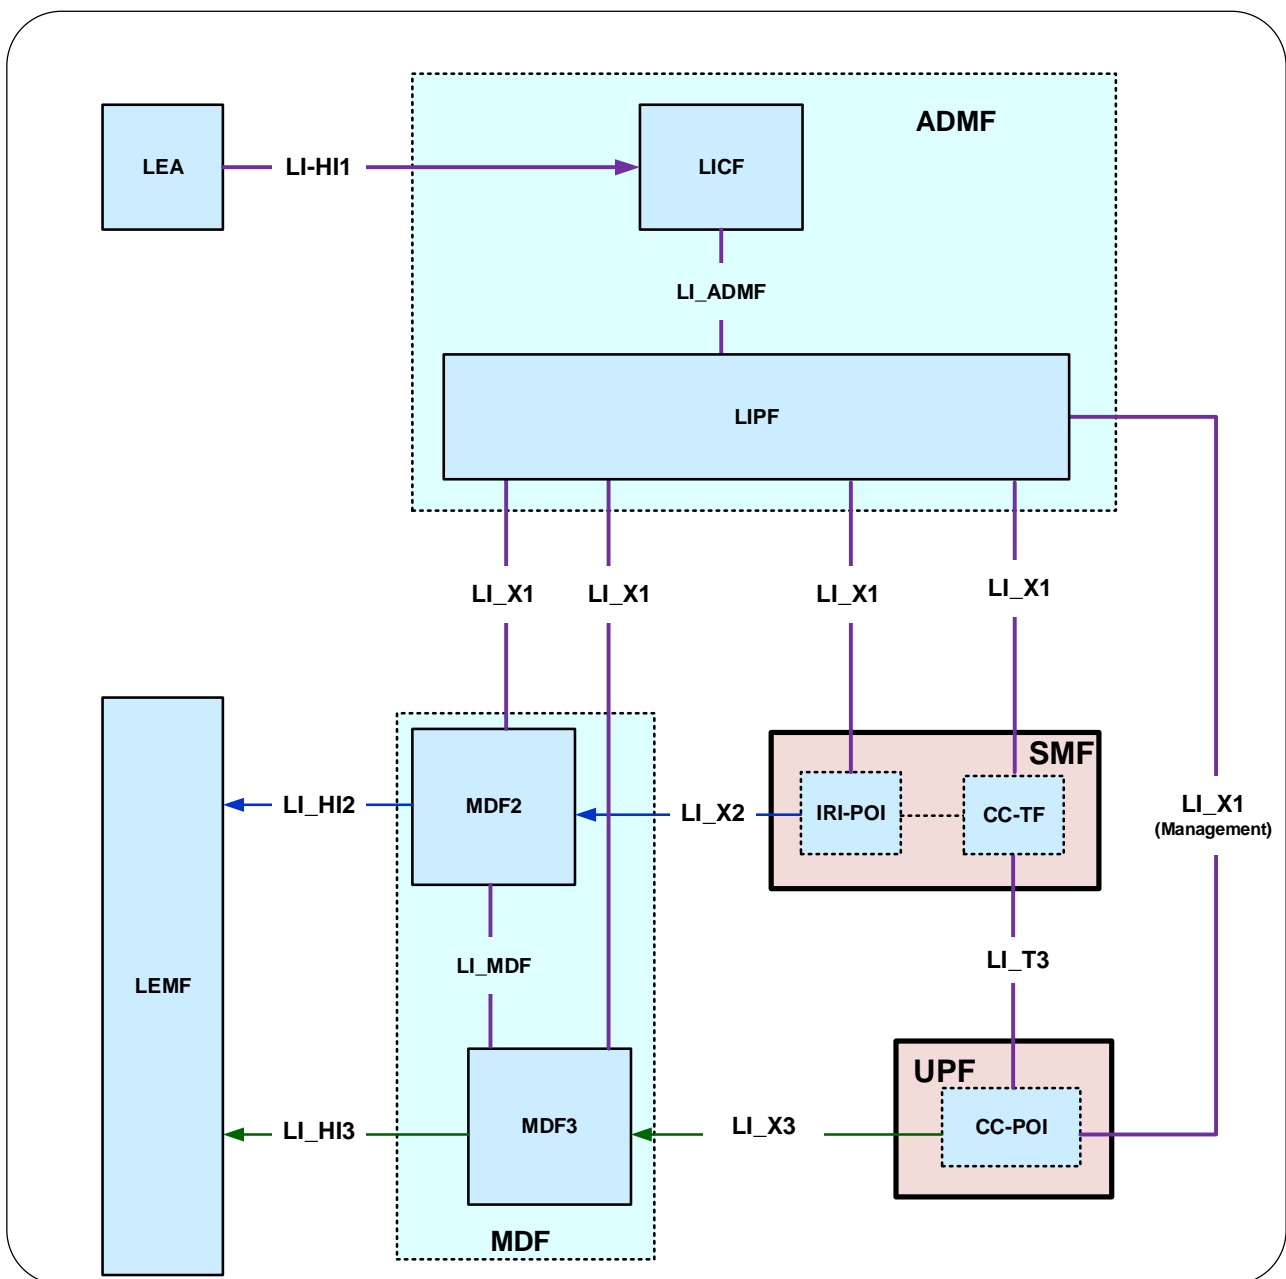 ADMF
LEA
LI-HI1
LICF
LI_ADMF
LIPF
LI_X1
LI_X1
LI_X1
LI_X1
SMF
LI_HI2
MDF2
LI_X2
IRI-POI
CC-TF
LI_X1
(Management)
LI_MDF
LI_T3
LEMF
UPF
LI_HI3
MDF3
LI_X3
CC-POI
MDF